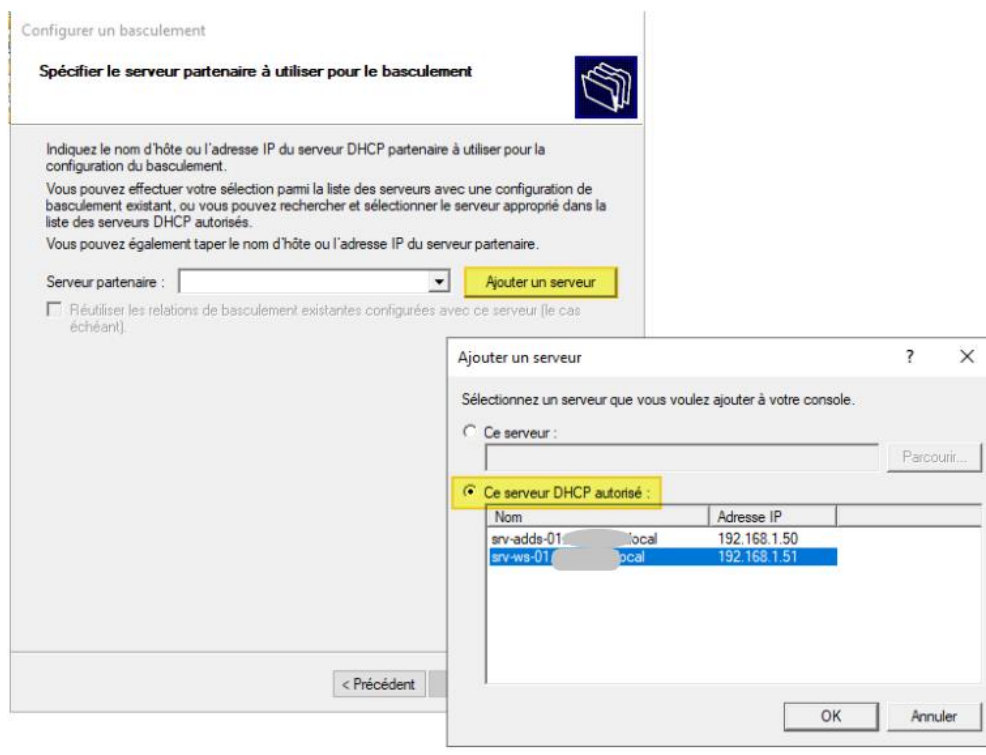 Configurer un basculement
Spécifier le serveur partenaire à utiliser pour le basculement
Indiquez le nom d'hôte ou l'adresse IP du serveur DHCP partenaire à utiliser pour la
configuration du basculement.
Vous pouvez effectuer votre sélection parmi la liste des serveurs avec une configuration de
basculement existant, ou vous pouvez rechercher et sélectionner le serveur approprié dans la
liste des serveurs DHCP autorisés.
Vous pouvez également taper le nom d'hôte ou l'adresse IP du serveur partenaire.
Serveur partenaire : Ajouter un serveur
Réutiliser les relations de basculement existantes configurées avec ce serveur (le cas
échéant).
Ajouter un serveur ? X
Sélectionnez un serveur que vous voulez ajouter à votre console.
Ce serveur :
Parcourir...
Ce serveur DHCP autorisé :
Nom Adresse IP
srv-adds-01 local 192.168.1.50
srv-ws-01 ocal 192.168.1.51
< Précédent
OK Annuler